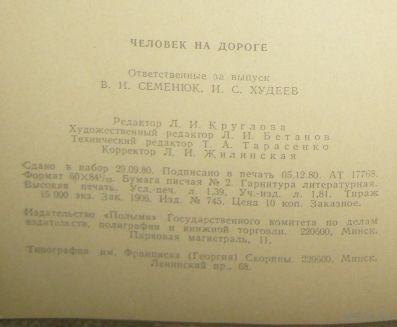 ЧЕЛОВЕК НА ДОРОГЕ
Ответственные за выпуск
В. И. СЕМЕНЮК, И. С. ХУДЕЕВ
Редактор Л. И. Круглова
Художественный редактор Л. И. Бетанов
Технический редактор Т. А. Тарасенко
Корректор Л. И. Жилинская
Сдано в набор 29.09.80. Подписано в печать 05.12.80. АТ 17768.
Формат 60×84¹/₃₂. Бумага писчая № 2. Гарнитура литературная.
Высокая печать. Усл.-печ. л. 1,39. Уч.-изд. л. 1,81. Тираж
15 000 экз. Зак. 1906. Изд. № 745. Цена 10 коп. Заказное.
Издательство «Полымя» Государственного комитета по делам
издательств, полиграфии и книжной торговли. 220600, Минск,
Парковая магистраль, 11.
Типография им. Франциска (Георгия) Скорины. 220600, Минск,
Ленинский пр., 68.